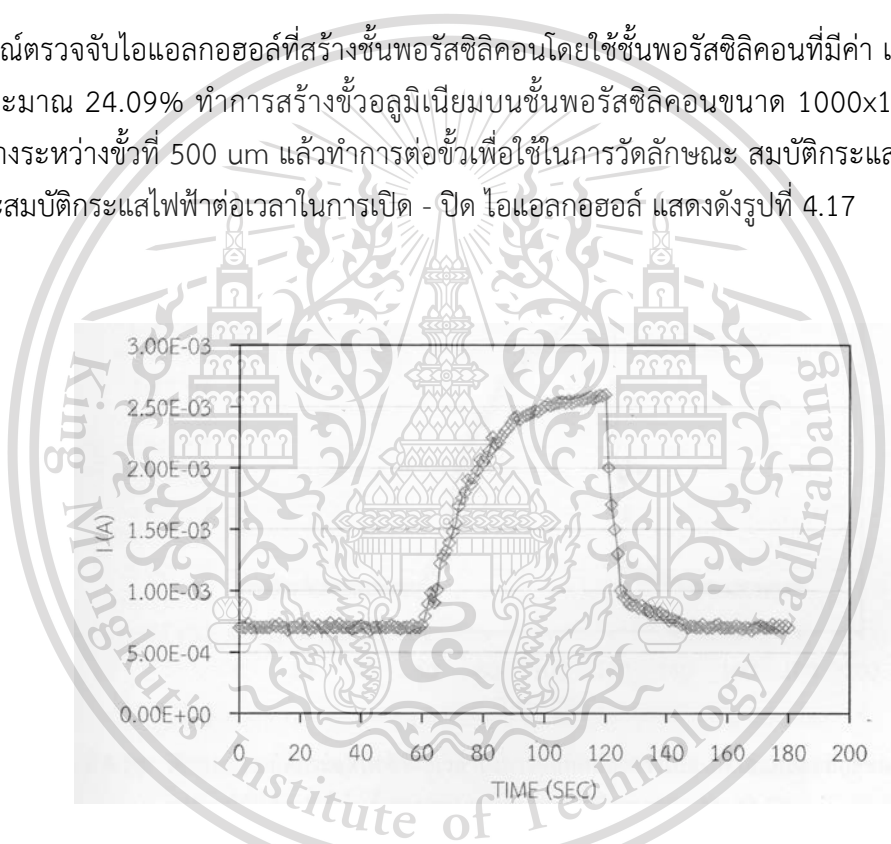 ณ์ตรวจจับไอแอลกอฮอล์ที่สร้างชั้นพอรัสซิลิคอนโดยใช้ชั้นพอรัสซิลิคอนที่มีค่า เ
ะมาณ 24.09% ทำการสร้างขั้วอลูมิเนียมบนชั้นพอรัสซิลิคอนขนาด 1000x1
างระหว่างขั้วที่ 500 um แล้วทำการต่อขั้วเพื่อใช้ในการวัดลักษณะ สมบัติกระแส
ะสมบัติกระแสไฟฟ้าต่อเวลาในการเปิด - ปิด ไอแอลกอฮอล์ แสดงดังรูปที่ 4.17
3.00E-03
2.50E-03
2.00E-03
1.50E-03
1.00E-03
5.00E-04
0.00E+00
I (A)
0 20 40 60 80 100 120 140 160 180 200
TIME (SEC)
King Mongkut's Institute of Technology Ladkrabang